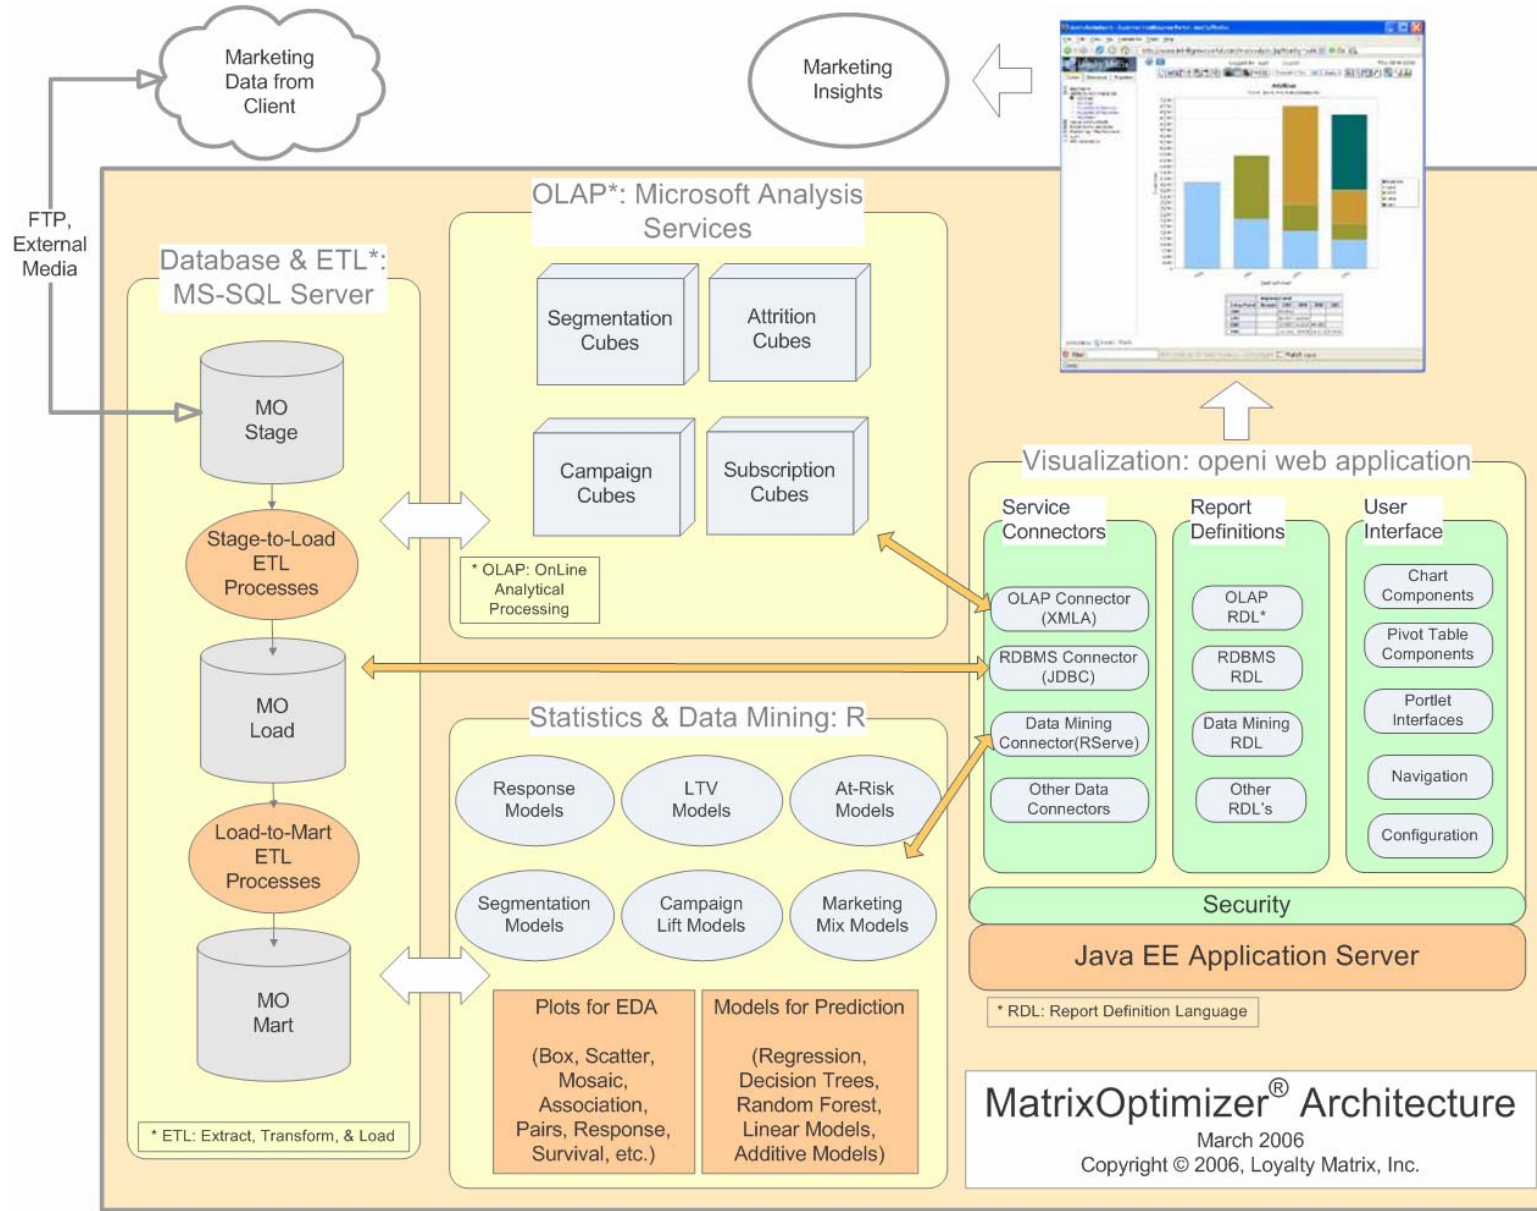 Marketing
Data from
Client
Marketing
Insights
FTP,
External
Media
Database & ETL*:
MS-SQL Server
MO
Stage
Stage-to-Load
ETL
Processes
MO
Load
Load-to-Mart
ETL
Processes
MO
Mart
* ETL: Extract, Transform, & Load
OLAP*: Microsoft Analysis
Services
Segmentation
Cubes
Attrition
Cubes
Campaign
Cubes
Subscription
Cubes
* OLAP: OnLine
Analytical
Processing
Statistics & Data Mining: R
Response
Models
LTV
Models
At-Risk
Models
Segmentation
Models
Campaign
Lift Models
Marketing
Mix Models
Plots for EDA
(Box, Scatter,
Mosaic,
Association,
Pairs, Response,
Survival, etc.)
Models for Prediction
(Regression,
Decision Trees,
Random Forest,
Linear Models,
Additive Models)
Visualization: openi web application
Service
Connectors
OLAP Connector
(XMLA)
RDBMS Connector
(JDBC)
Data Mining
Connector(RServe)
Other Data
Connectors
Report
Definitions
OLAP
RDL*
RDBMS
RDL
Data Mining
RDL
Other
RDL's
User
Interface
Chart
Components
Pivot Table
Components
Portlet
Interfaces
Navigation
Configuration
Security
Java EE Application Server
* RDL: Report Definition Language
MatrixOptimizer® Architecture
March 2006
Copyright © 2006, Loyalty Matrix, Inc.